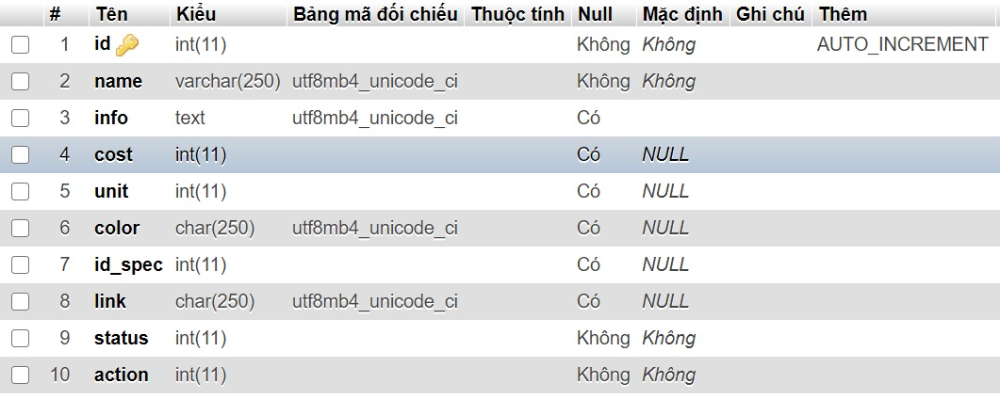 # Tên Kiểu Bảng mã đối chiếu Thuộc tính Null Mặc định Ghi chú Thêm
1 id int(11) Không Không AUTO_INCREMENT
2 name varchar(250) utf8mb4_unicode_ci Không Không
3 info text utf8mb4_unicode_ci Có
4 cost int(11) Có NULL
5 unit int(11) Có NULL
6 color char(250) utf8mb4_unicode_ci Có NULL
7 id_spec int(11) Có NULL
8 link char(250) utf8mb4_unicode_ci Có NULL
9 status int(11) Không Không
10 action int(11) Không Không